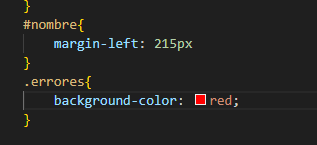 }
#nombre{
margin-left: 215px
}
.errores{
background-color: red;
}